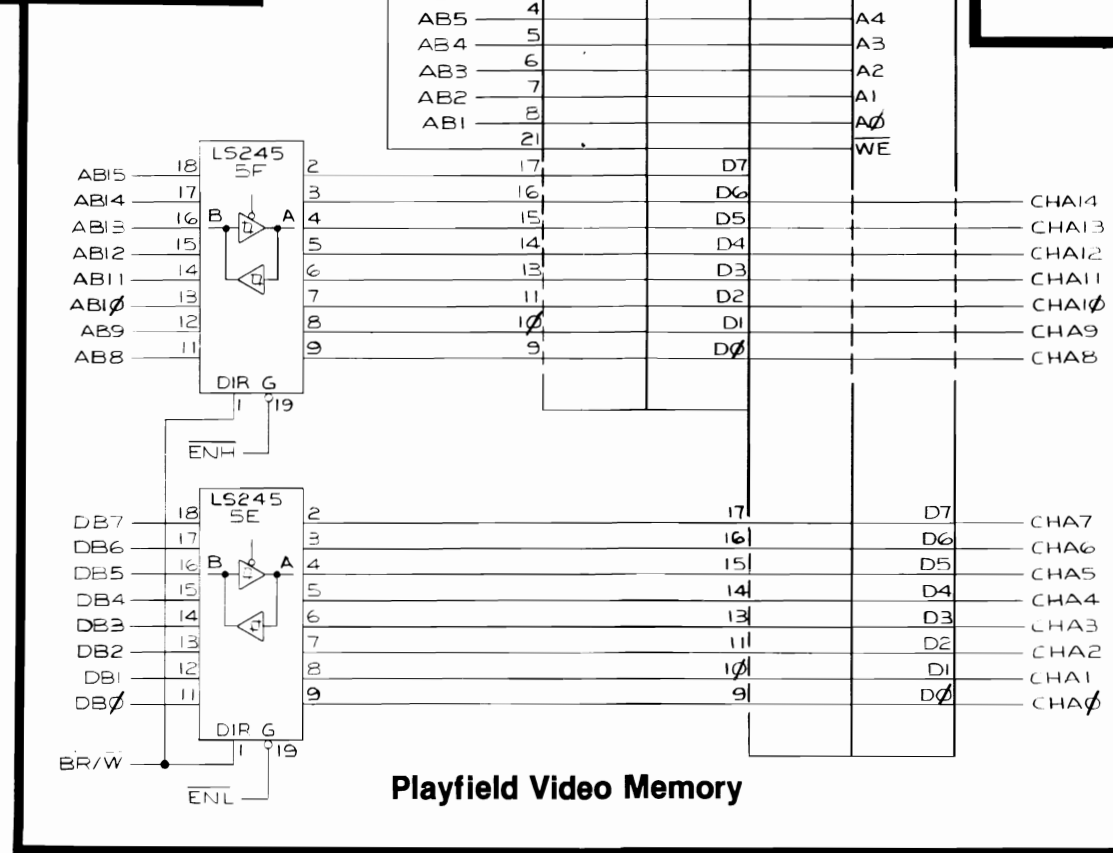 AB5 4 A4
AB4 5 A3
AB3 6 A2
AB2 7 A1
AB1 8 AØ
21 WE
LS245
5F
AB15 18 2 17 D7
AB14 17 3 16 D6 CHA14
AB13 16 B A 4 15 D5 CHA13
AB12 15 5 14 D4 CHA12
AB11 14 6 13 D3 CHA11
AB1Ø 13 7 11 D2 CHA1Ø
AB9 12 8 1Ø D1 CHA9
AB8 11 9 9 DØ CHA8
DIR G
1 19
ENH
LS245
5E
DB7 18 2 17 D7 CHA7
DB6 17 3 16 D6 CHA6
DB5 16 B A 4 15 D5 CHA5
DB4 15 5 14 D4 CHA4
DB3 14 6 13 D3 CHA3
DB2 13 7 11 D2 CHA2
DB1 12 8 1Ø D1 CHA1
DBØ 11 9 9 DØ CHAØ
DIR G
1 19
BR/W
ENL
Playfield Video Memory